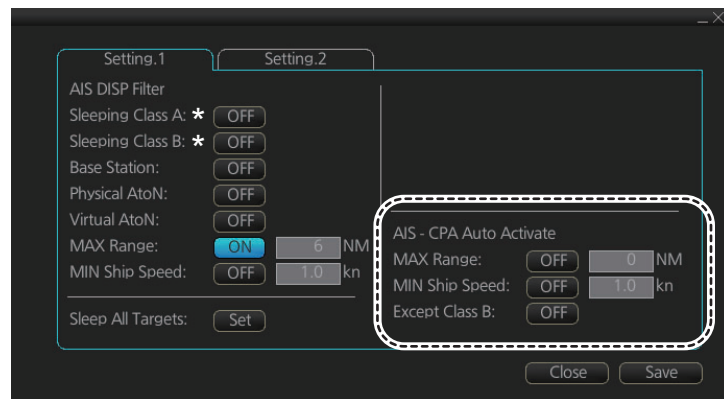 Setting.1 Setting.2
AIS DISP Filter
Sleeping Class A: * OFF
Sleeping Class B: * OFF
Base Station: OFF
Physical AtoN: OFF
Virtual AtoN: OFF
MAX Range: ON 6 NM
MIN Ship Speed: OFF 1.0 kn
Sleep All Targets: Set
AIS - CPA Auto Activate
MAX Range: OFF 0 NM
MIN Ship Speed: OFF 1.0 kn
Except Class B: OFF
Close Save